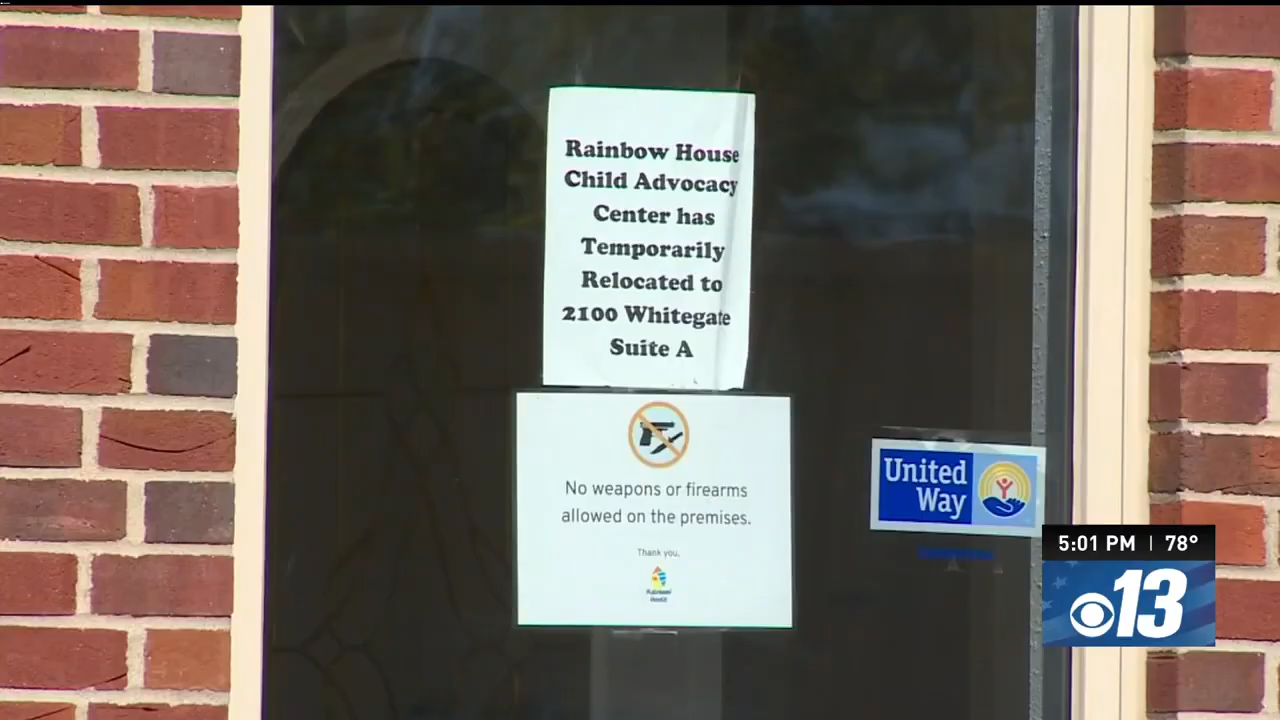 Rainbow House
Child Advocacy
Center has
Temporarily
Relocated to
2100 Whitegate
Suite A
No weapons or firearms
allowed on the premises.
Thank you,
United
Way
5:01 PM | 78°
13